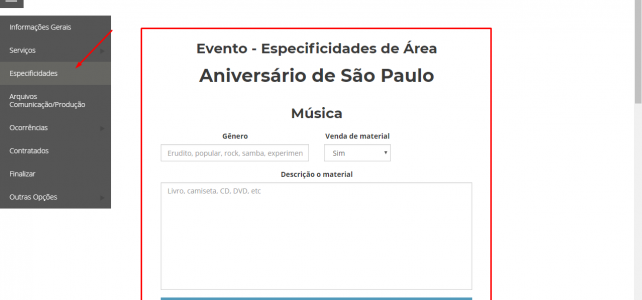 Informações Gerais
Serviços
Especificidades
Arquivos
Comunicação/Produção
Ocorrências
Contratados
Finalizar
Outras Opções
Evento - Especificidades de Área
Aniversário de São Paulo
Música
Gênero
Venda de material
Erudito, popular, rock, samba, experimen
Sim
Descrição o material
Livro, camiseta, CD, DVD, etc